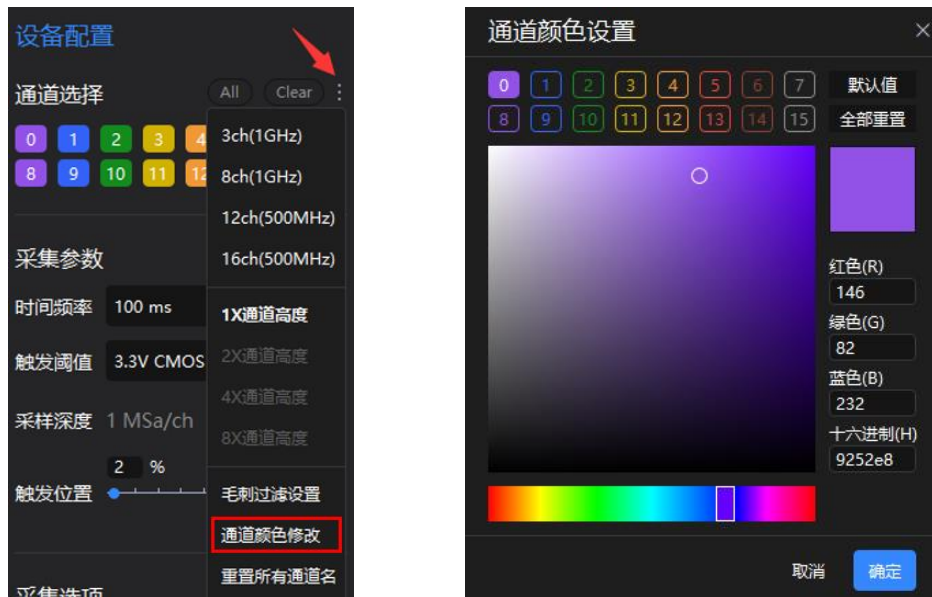 设备配置
通道选择
All
Clear
0
1
2
3
4
8
9
10
11
12
3ch(1GHz)
8ch(1GHz)
12ch(500MHz)
16ch(500MHz)
采集参数
时间频率
100 ms
触发阈值
3.3V CMOS
采样深度
1 MSa/ch
2
%
触发位置
1X通道高度
2X通道高度
4X通道高度
8X通道高度
毛刺过滤设置
通道颜色修改
重置所有通道名
采集选项
通道颜色设置
0
1
2
3
4
5
6
7
默认值
8
9
10
11
12
13
14
15
全部重置
红色(R)
146
绿色(G)
82
蓝色(B)
232
十六进制(H)
9252e8
取消
确定